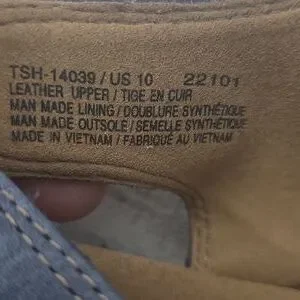 TSH-14039 / US 10 22101
LEATHER UPPER / TIGE EN CUIR
MAN MADE LINING / DOUBLURE SYNTHÉTIQUE
MAN MADE OUTSOLE / SEMELLE SYNTHÉTIQUE
MADE IN VIETNAM / FABRIQUÉ AU VIETNAM